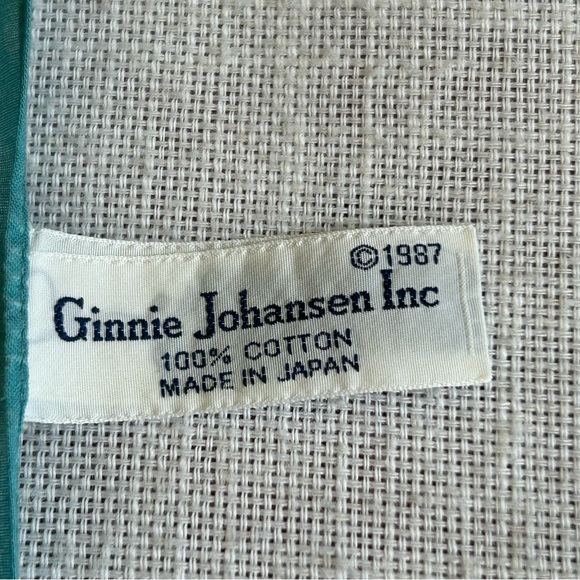 ©1987
Ginnie Johansen Inc
100% COTTON
MADE IN JAPAN